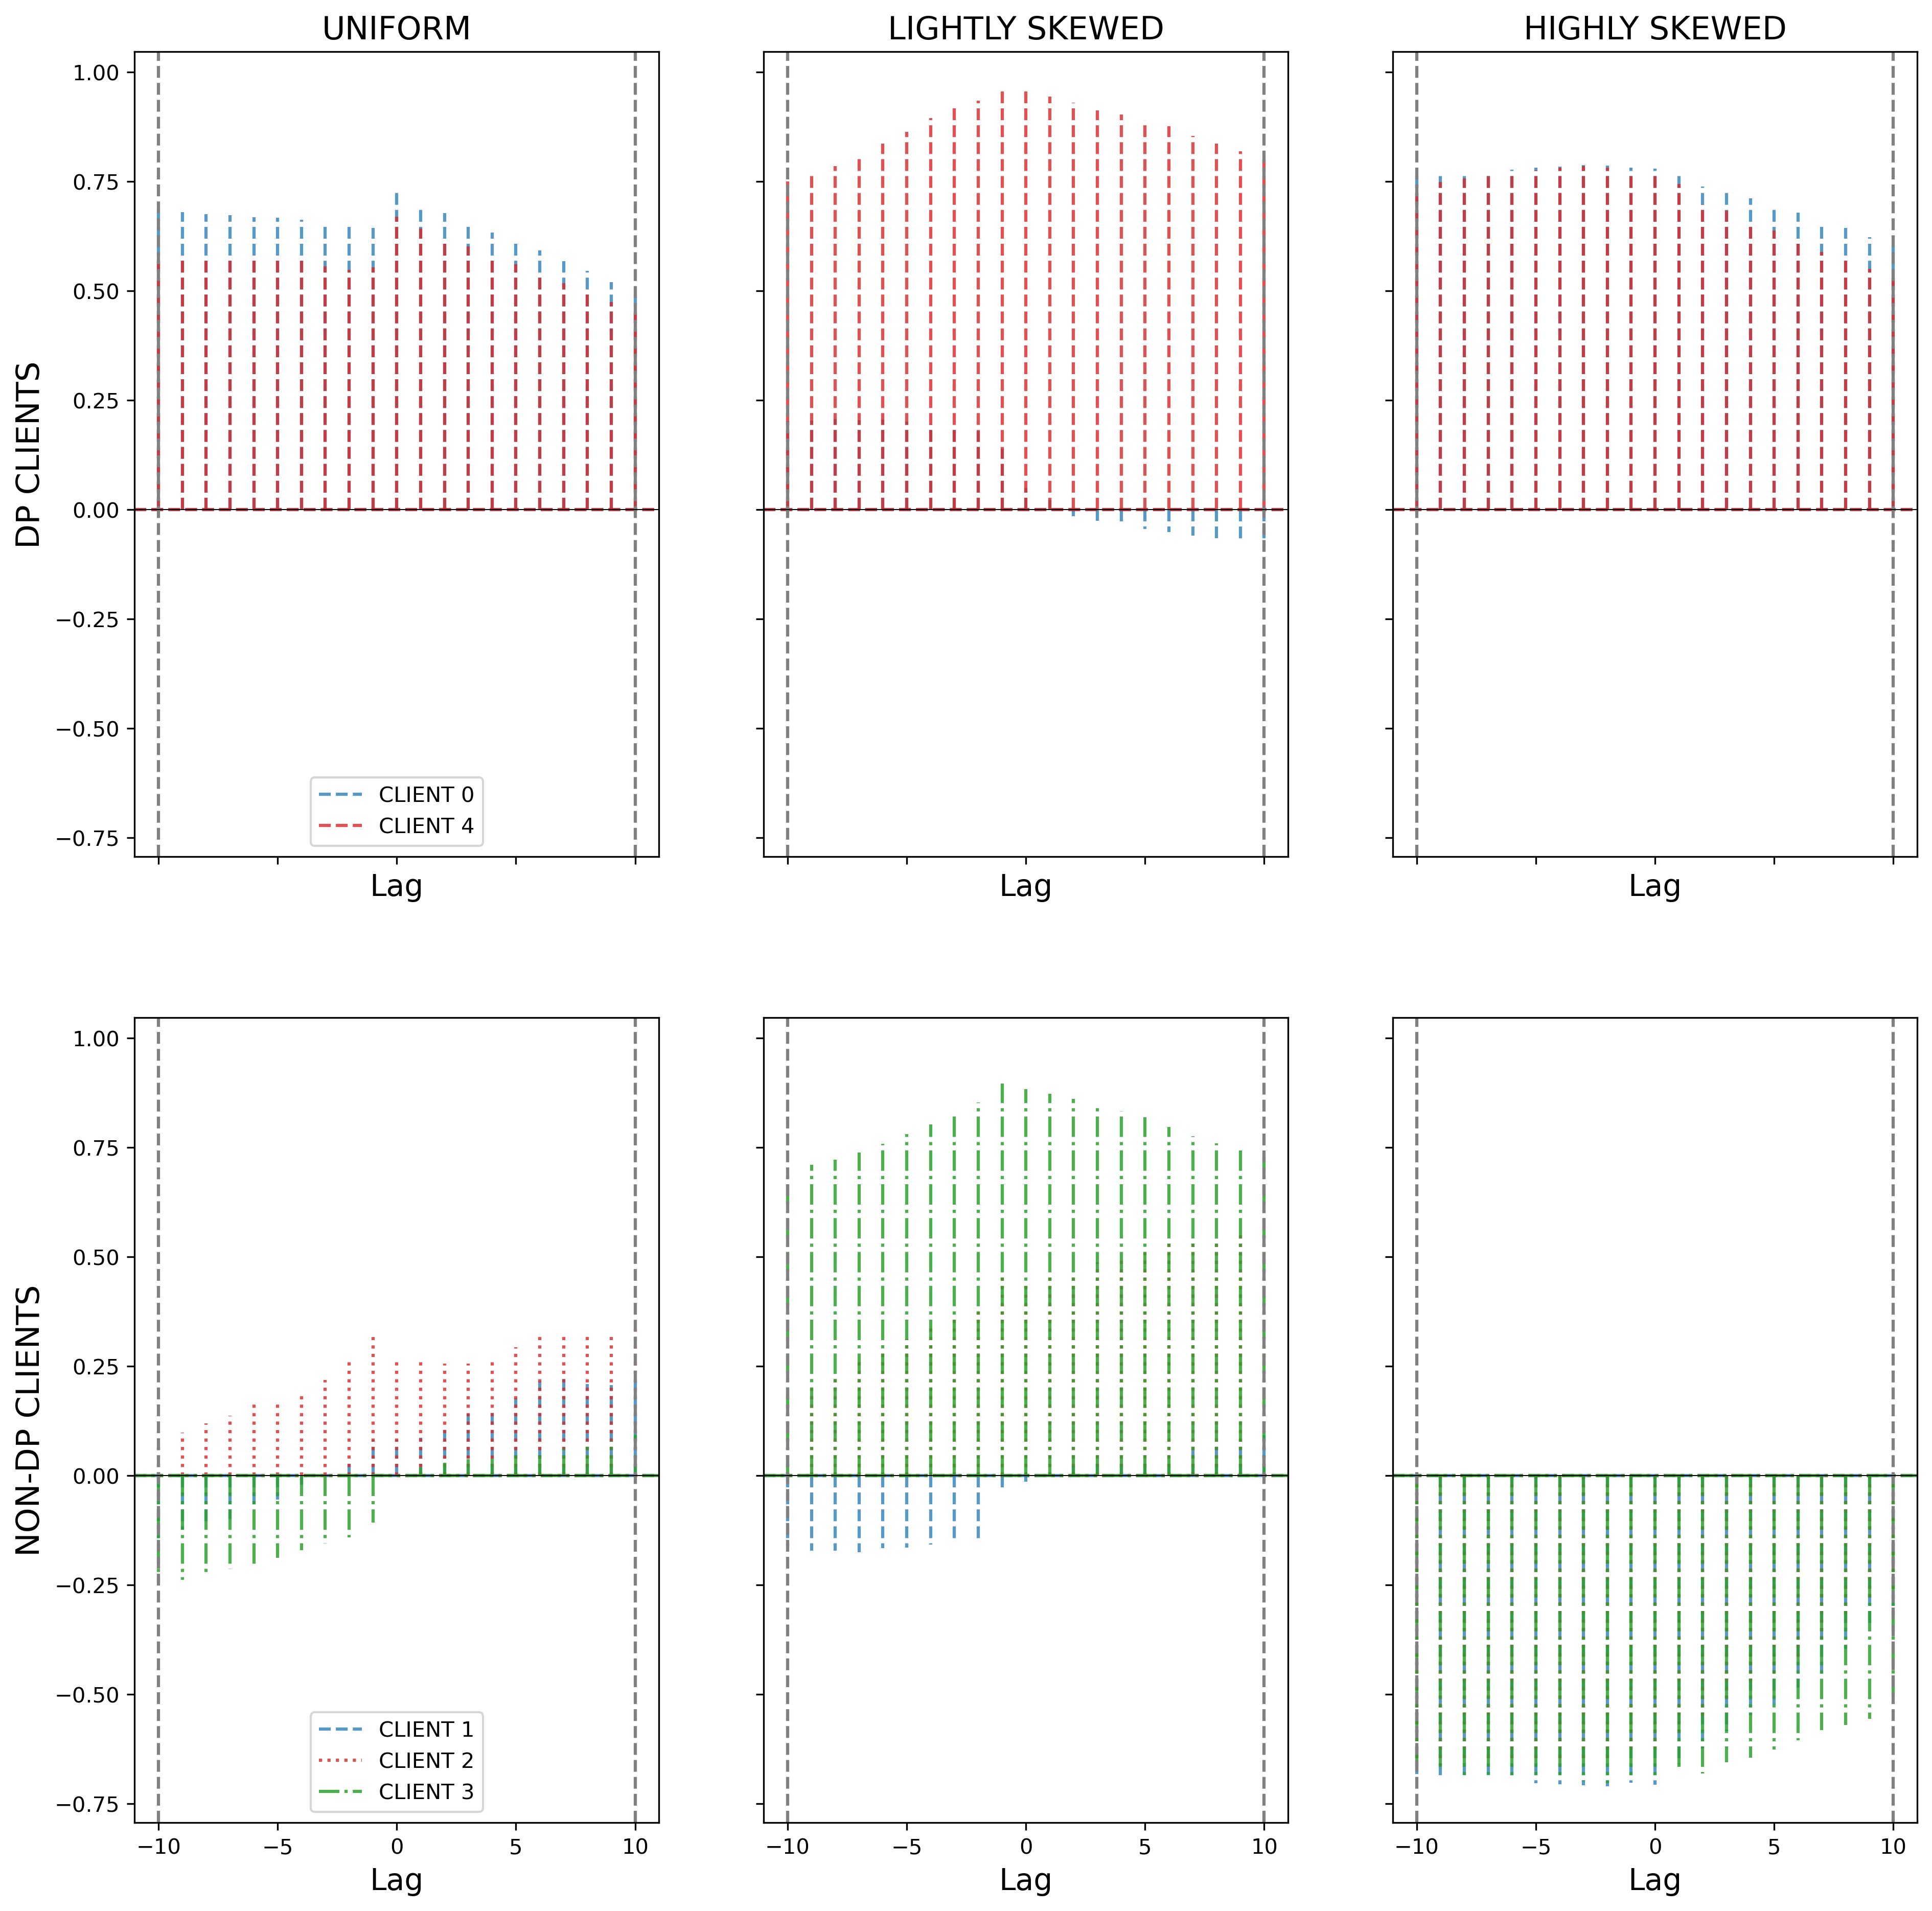 UNIFORM
LIGHTLY SKEWED
HIGHLY SKEWED
DP CLIENTS
1.00
0.75
0.50
0.25
0.00
−0.25
−0.50
−0.75
CLIENT 0
CLIENT 4
Lag
Lag
Lag
NON-DP CLIENTS
1.00
0.75
0.50
0.25
0.00
−0.25
−0.50
−0.75
CLIENT 1
CLIENT 2
CLIENT 3
−10 −5 0 5 10
−10 −5 0 5 10
−10 −5 0 5 10
Lag
Lag
Lag